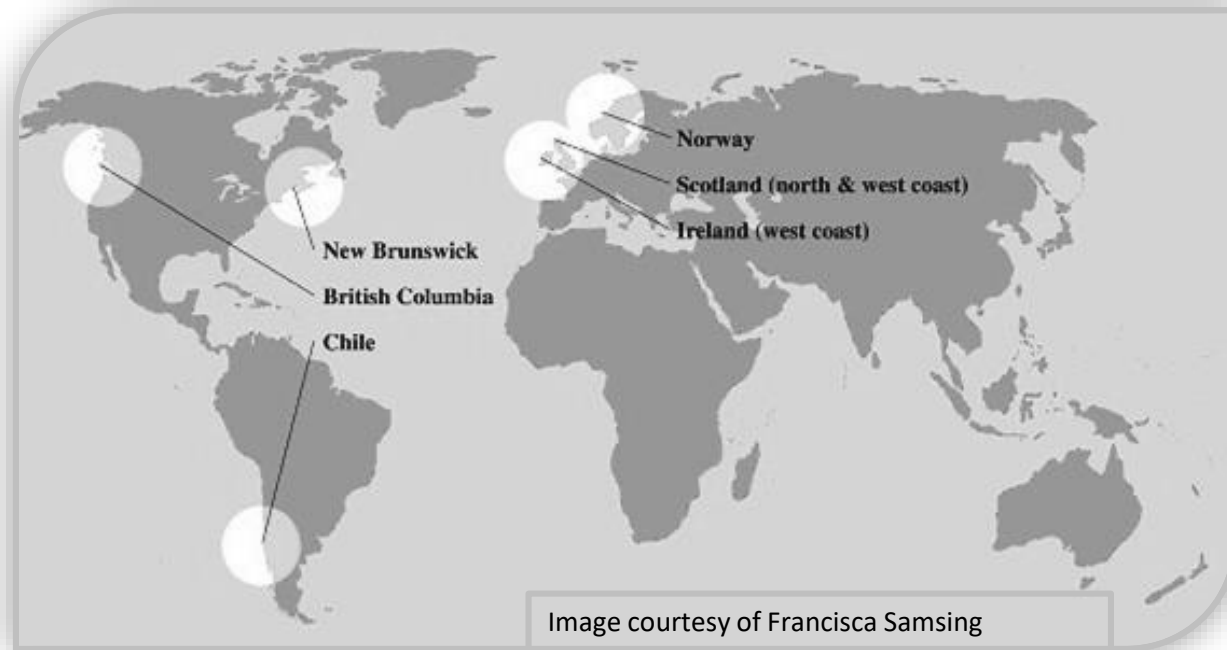 Norway
Scotland (north & west coast)
Ireland (west coast)
New Brunswick
British Columbia
Chile
Image courtesy of Francisca Samsing